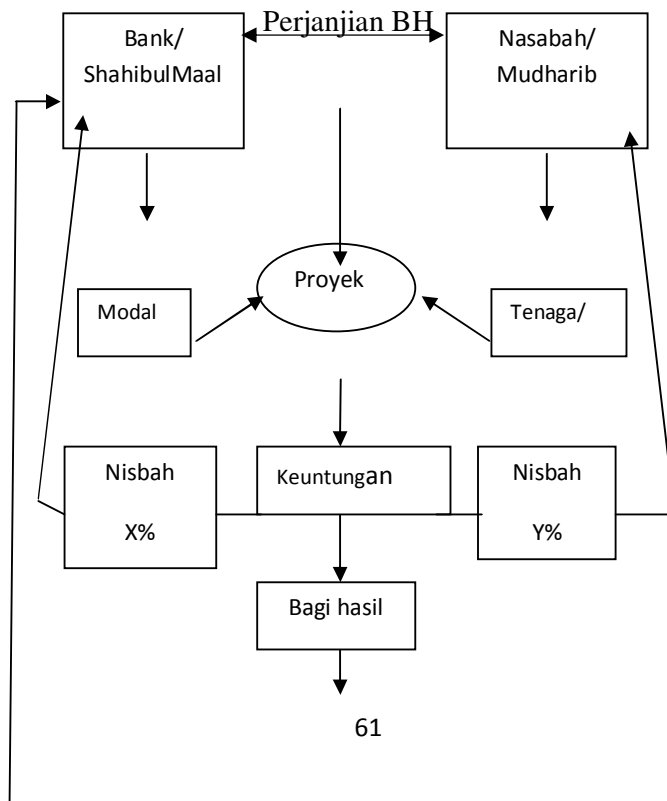 Perjanjian BH
Bank/
ShahibulMaal
Nasabah/
Mudharib
Proyek
Modal
Tenaga/
Nisbah
X%
Keuntungan
Nisbah
Y%
Bagi hasil
61